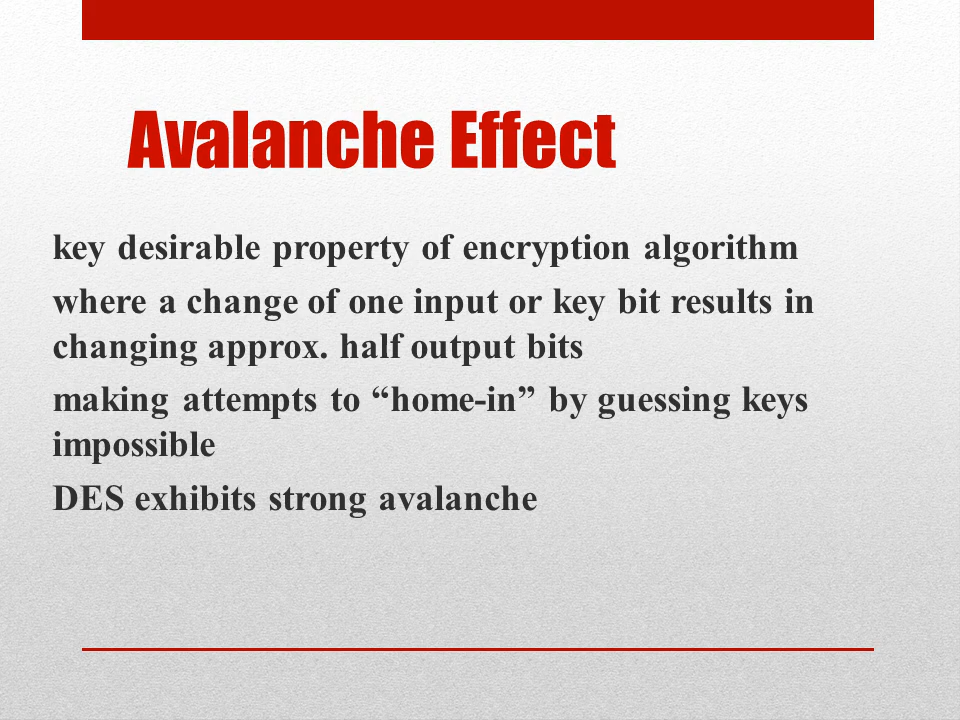 Avalanche Effect
key desirable property of encryption algorithm
where a change of one input or key bit results in
changing approx. half output bits
making attempts to “home-in” by guessing keys
impossible
DES exhibits strong avalanche